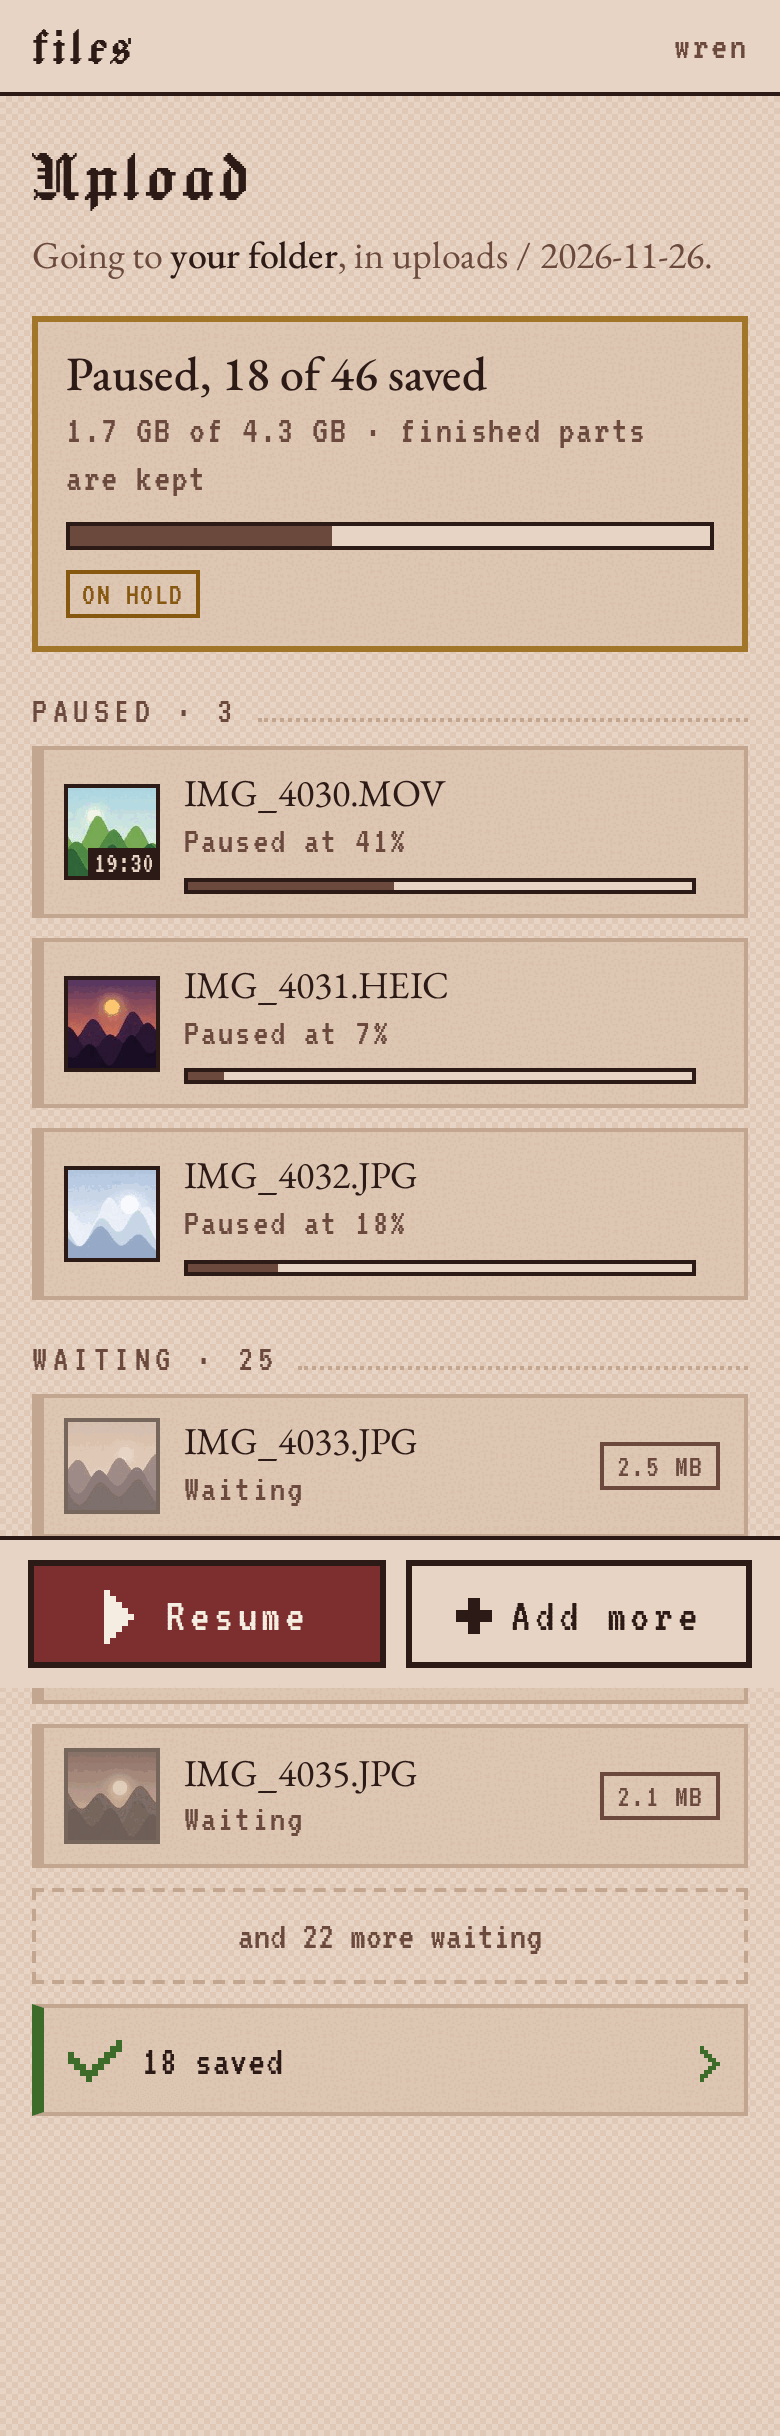 files
wren
Upload
Going to your folder, in uploads / 2026-11-26.
Paused, 18 of 46 saved
1.7 GB of 4.3 GB · finished parts
are kept
ON HOLD
PAUSED · 3
19:30
IMG_4030.MOV
Paused at 41%
IMG_4031.HEIC
Paused at 7%
IMG_4032.JPG
Paused at 18%
WAITING · 25
IMG_4033.JPG
Waiting
2.5 MB
Resume
Add more
IMG_4035.JPG
Waiting
2.1 MB
and 22 more waiting
18 saved